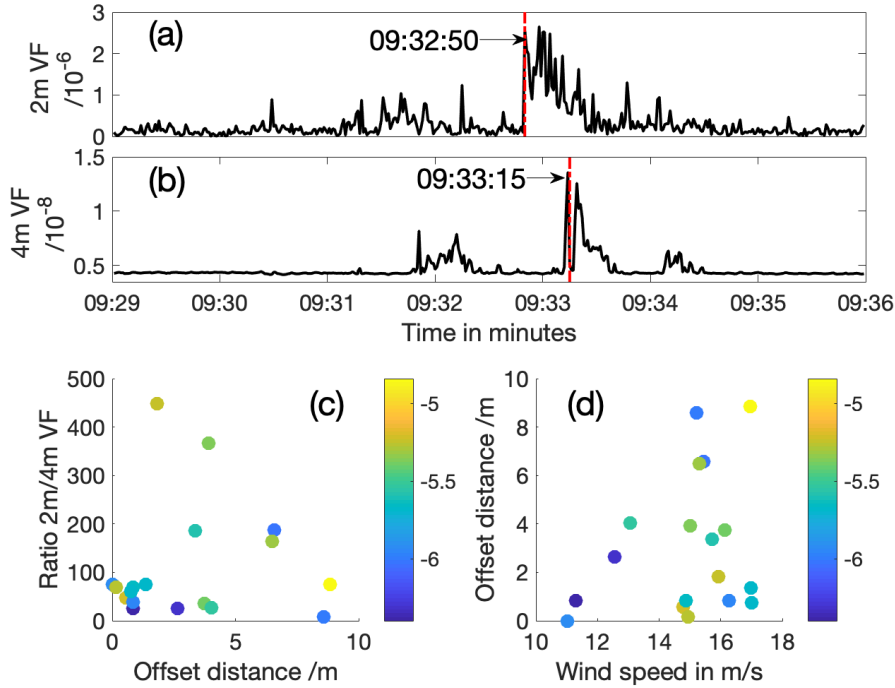 (a)
3
2
1
0
2m VF
/10-6
09:32:50
(b)
1.5
1
0.5
4m VF
/10-8
09:33:15
09:29 09:30 09:31 09:32 09:33 09:34 09:35 09:36
Time in minutes
(c)
500
400
300
200
100
0
Ratio 2m/4m VF
0 5 10
Offset distance /m
-5
-5.5
-6
(d)
10
8
6
4
2
0
Offset distance /m
10 12 14 16 18
Wind speed in m/s
-5
-5.5
-6